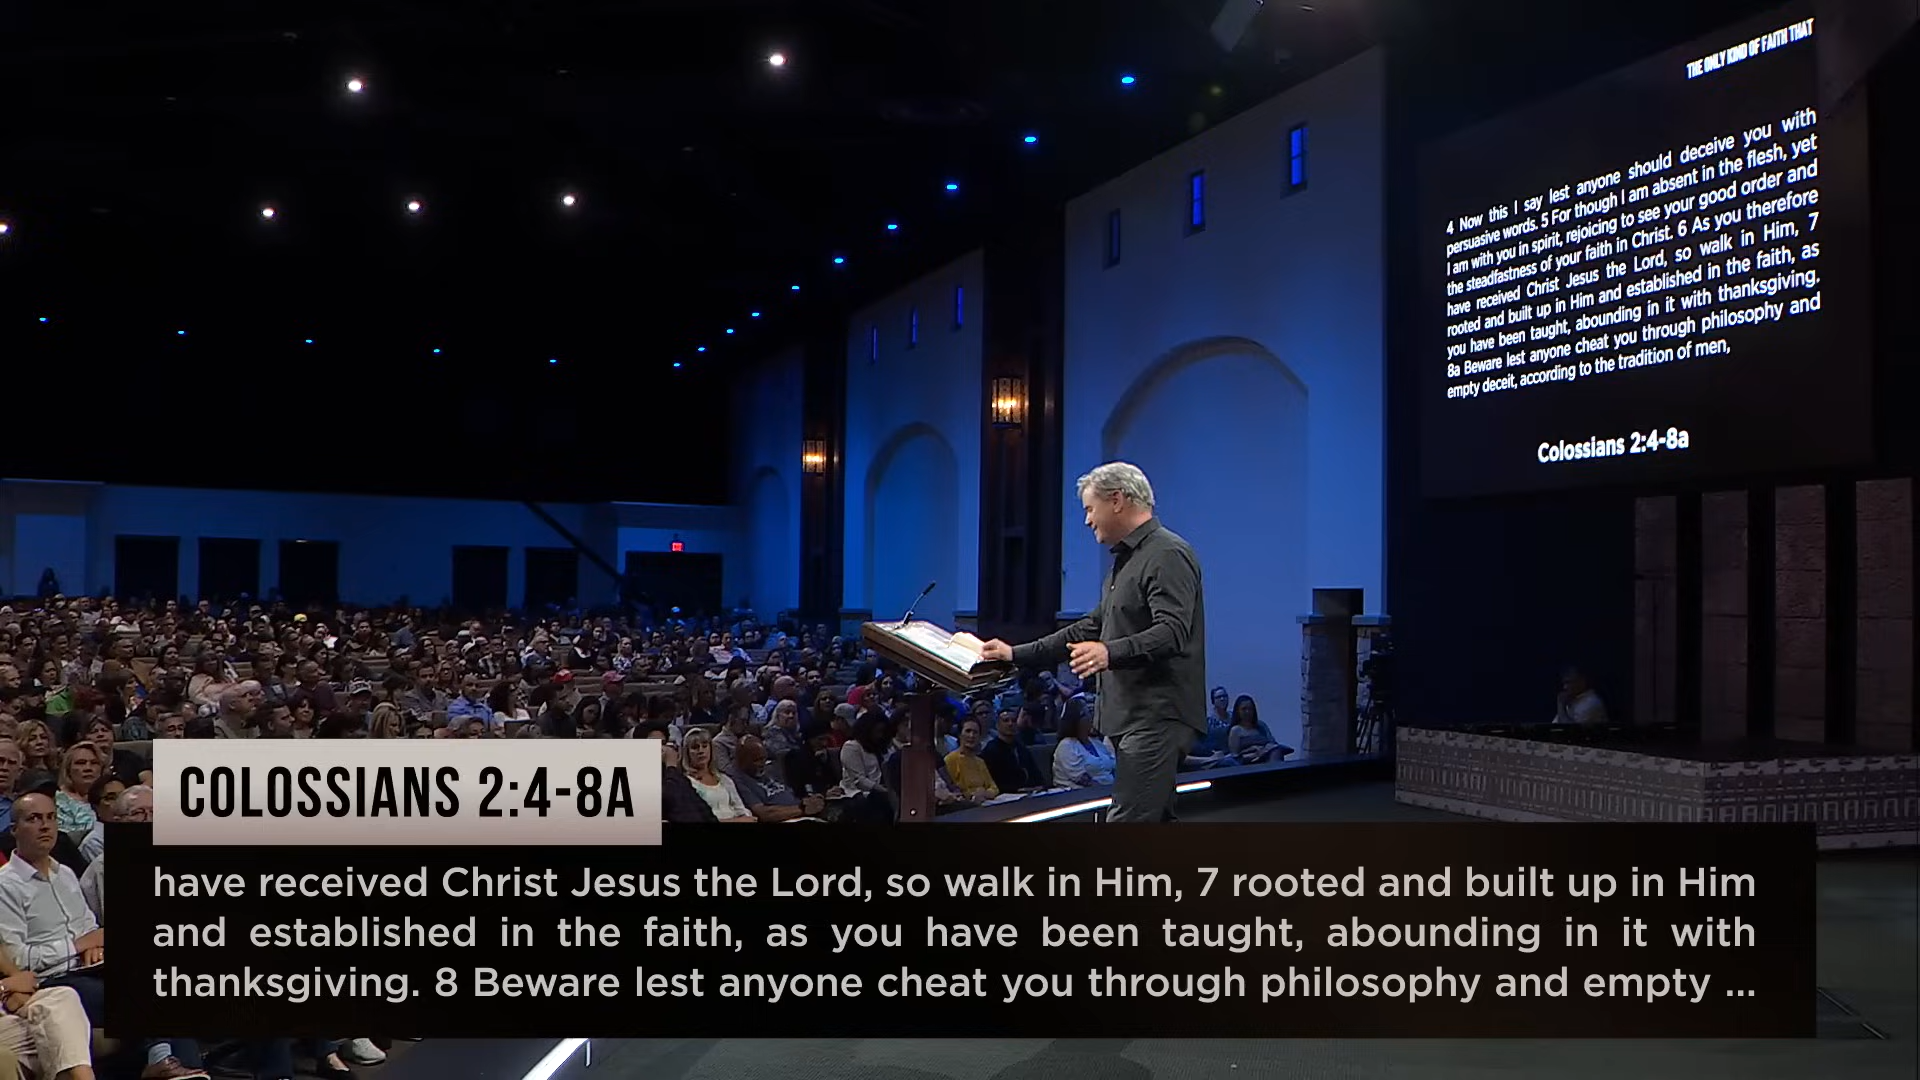 THE ONLY KIND OF FAITH THAT
4 Now this I say lest anyone should deceive you with
persuasive words. 5 For though I am absent in the flesh, yet
I am with you in spirit, rejoicing to see your good order and
the steadfastness of your faith in Christ. 6 As you therefore
have received Christ Jesus the Lord, so walk in Him, 7
rooted and built up in Him and established in the faith, as
you have been taught, abounding in it with thanksgiving.
8a Beware lest anyone cheat you through philosophy and
empty deceit, according to the tradition of men,
Colossians 2:4-8a
COLOSSIANS 2:4-8A
have received Christ Jesus the Lord, so walk in Him, 7 rooted and built up in Him
and established in the faith, as you have been taught, abounding in it with
thanksgiving. 8 Beware lest anyone cheat you through philosophy and empty ...